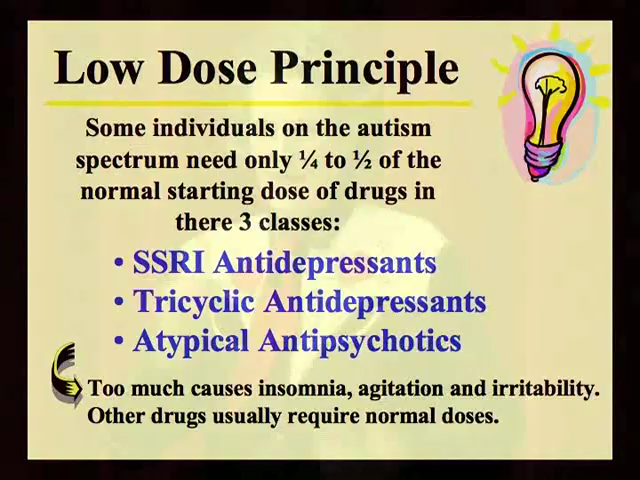 Low Dose Principle
Some individuals on the autism
spectrum need only ¼ to ½ of the
normal starting dose of drugs in
there 3 classes:
• SSRI Antidepressants
• Tricyclic Antidepressants
• Atypical Antipsychotics
Too much causes insomnia, agitation and irritability.
Other drugs usually require normal doses.